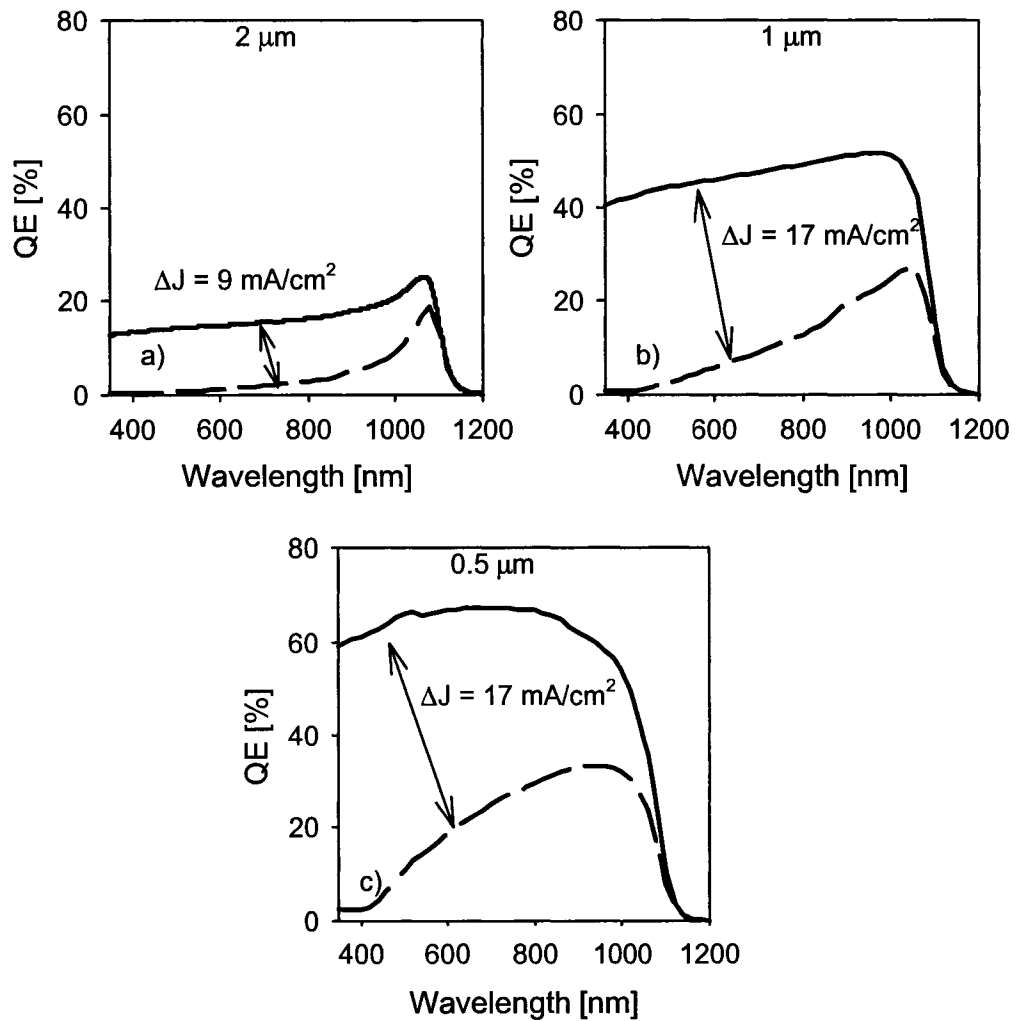 80
2 μm
60
40
20
0
QE [%]
ΔJ = 9 mA/cm²
a)
400 600 800 1000 1200
Wavelength [nm]
80
1 μm
60
40
20
0
QE [%]
ΔJ = 17 mA/cm²
b)
400 600 800 1000 1200
Wavelength [nm]
80
0.5 μm
60
40
20
0
QE [%]
ΔJ = 17 mA/cm²
c)
400 600 800 1000 1200
Wavelength [nm]